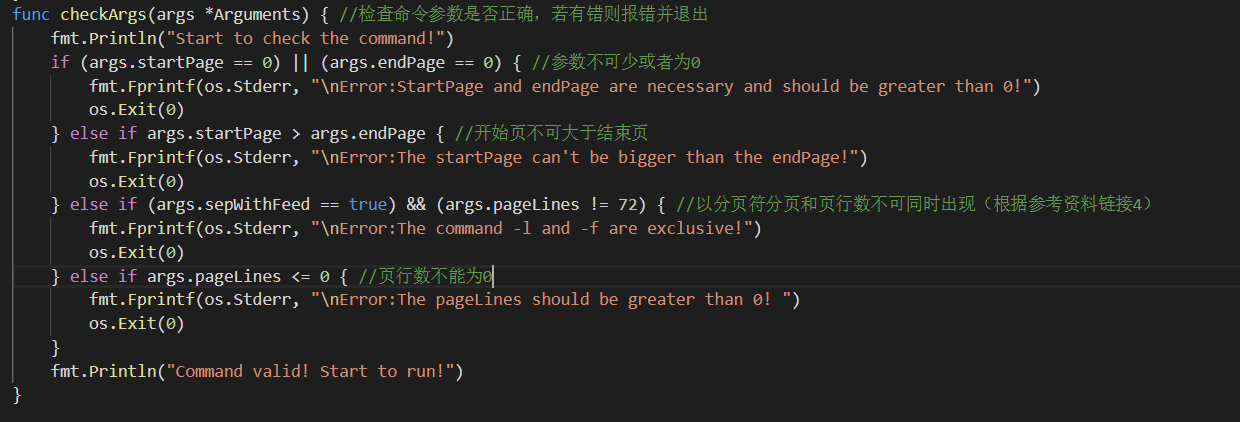 func checkArgs(args *Arguments) { //检查命令参数是否正确，若有错则报错并退出
    fmt.Println("Start to check the command!")
    if (args.startPage == 0) || (args.endPage == 0) { //参数不可少或者为0
        fmt.Fprintf(os.Stderr, "\nError:StartPage and endPage are necessary and should be greater than 0!")
        os.Exit(0)
    } else if args.startPage > args.endPage { //开始页不可大于结束页
        fmt.Fprintf(os.Stderr, "\nError:The startPage can't be bigger than the endPage!")
        os.Exit(0)
    } else if (args.sepWithFeed == true) && (args.pageLines != 72) { //以分页符分页和页行数不可同时出现（根据参考资料链接4）
        fmt.Fprintf(os.Stderr, "\nError:The command -l and -f are exclusive!")
        os.Exit(0)
    } else if args.pageLines <= 0 { //页行数不能为0
        fmt.Fprintf(os.Stderr, "\nError:The pageLines should be greater than 0! ")
        os.Exit(0)
    }
    fmt.Println("Command valid! Start to run!")
}